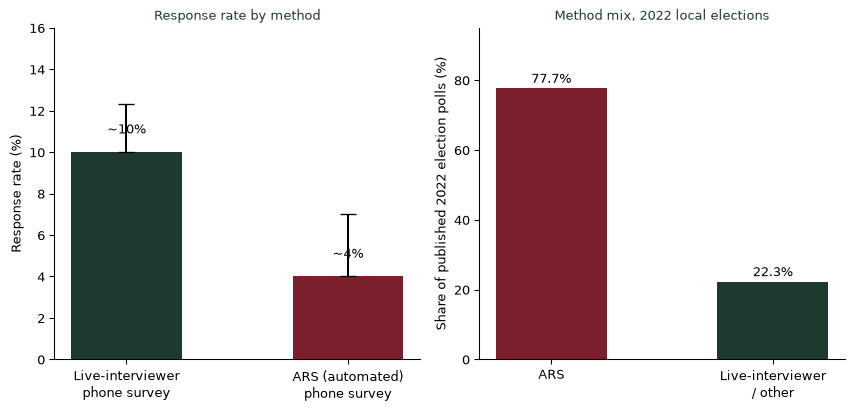 Response rate by method
Response rate (%)
16
14
12
10
8
6
4
2
0
~10%
~4%
Live-interviewer
phone survey
ARS (automated)
phone survey
Method mix, 2022 local elections
Share of published 2022 election polls (%)
80
60
40
20
0
77.7%
22.3%
ARS
Live-interviewer
/ other